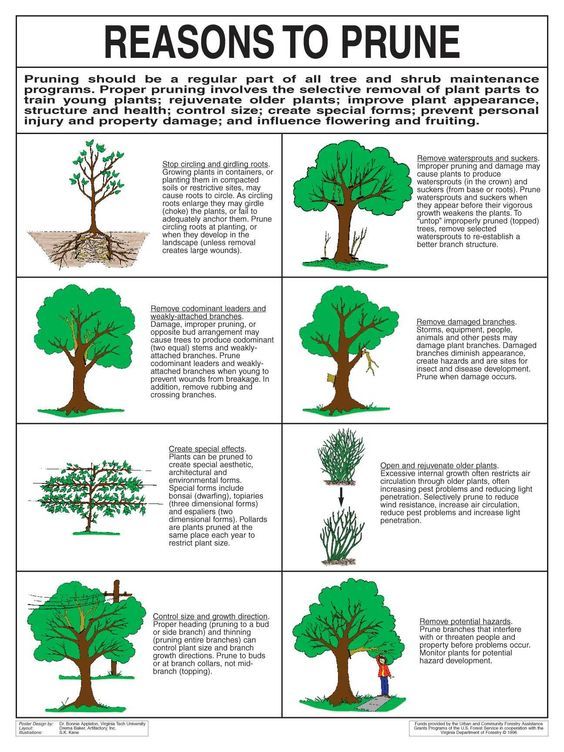 REASONS TO PRUNE
Pruning should be a regular part of all tree and shrub maintenance
programs. Proper pruning involves the selective removal of plant parts to
train young plants; rejuvenate older plants; improve plant appearance,
structure and health; control size; create special forms; prevent personal
injury and property damage; and influence flowering and fruiting.
Stop circling and girdling roots.
Growing plants in containers, or
planting them in compacted
soils or restrictive sites, may
cause roots to circle. As circling
roots enlarge they may girdle
(choke) the plants, or fail to
adequately anchor them. Prune
circling roots at planting, or
when they develop in the
landscape (unless removal
creates large wounds).
Remove watersprouts and suckers.
Improper pruning and damage may
cause plants to produce
watersprouts (in the crown) and
suckers (from base or roots). Prune
watersprouts and suckers when
they appear before their vigorous
growth weakens the plants. To
"untop" improperly pruned (topped)
trees, remove selected
watersprouts to re-establish a
better branch structure.
Remove codominant leaders and
weakly-attached branches.
Damage, improper pruning, or
opposite bud arrangement may
cause trees to produce codominant
(two equal) stems and weakly-
attached branches. Prune
codominant leaders and weakly-
attached branches when young to
prevent wounds from breakage. In
addition, remove rubbing and
crossing branches.
Remove damaged branches.
Storms, equipment, people,
animals and other pests may
damage plant branches. Damaged
branches diminish appearance,
create hazards and are sites for
insect and disease development.
Prune when damage occurs.
Create special effects.
Plants can be pruned to
create special aesthetic,
architectural and
environmental forms.
Special forms include
bonsai (dwarfing), topiaries
(three dimensional forms)
and espaliers (two
dimensional forms). Pollards
are plants pruned at the
same place each year to
restrict plant size.
Open and rejuvenate older plants.
Excessive internal growth often restricts air
circulation through older plants, often
increasing pest problems and reducing light
penetration. Selectively prune to reduce
wind resistance, increase air circulation,
reduce pest problems and increase light
penetration.
Control size and growth direction.
Proper heading (pruning to a bud
or side branch) and thinning
(pruning entire branches) can
control plant size and branch
growth directions. Prune to buds
or at branch collars, not mid-
branch (topping).
Remove potential hazards.
Prune branches that interfere
with or threaten people and
property before problems occur.
Monitor plants for potential
hazard development.
Poster Design by: Dr. Bonnie Appleton, Virginia Tech University
Layout: Drema Baker, Artifactory, Inc.
Illustrations: S.K. Kane
Funds provided by the Urban and Community Forestry Assistance
Grants Programs of the U.S. Forest Service in cooperation with the
Virginia Department of Forestry © 1996